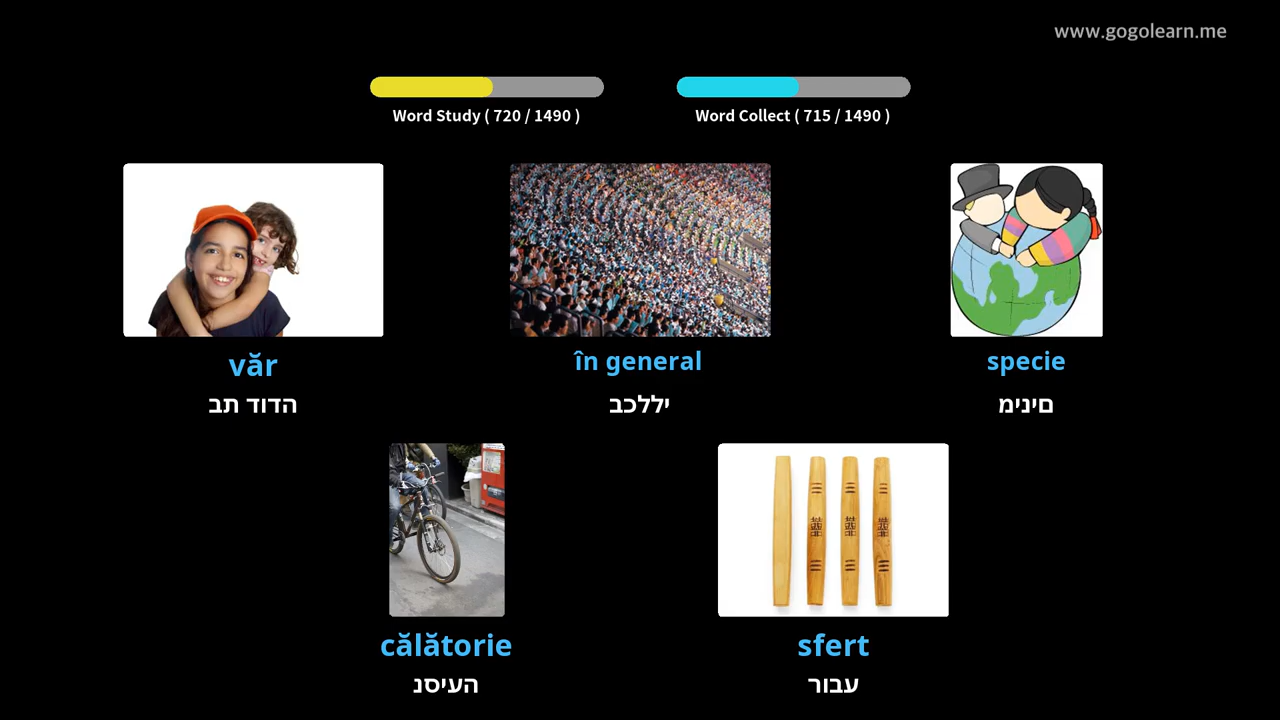 www.gogolearn.me
Word Study ( 720 / 1490 )
Word Collect ( 715 / 1490 )
văr
הדוד תב
în general
יללכב
specie
םינימ
călătorie
העיסנ
sfert
עבור